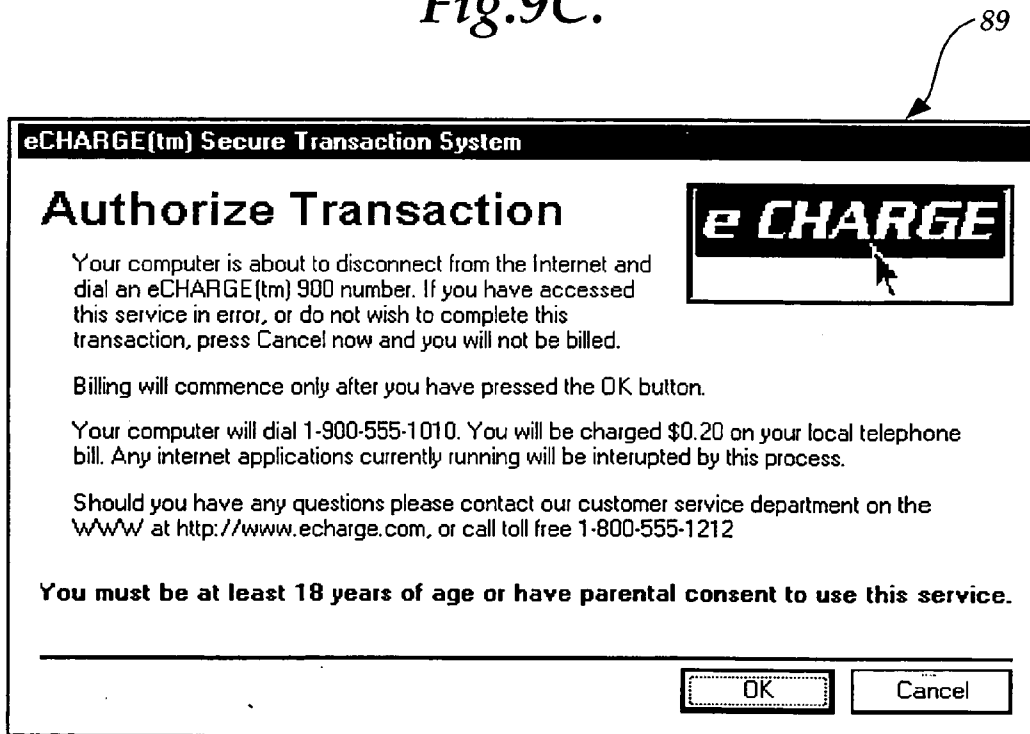 Fig.9C.
89
eCHARGE(tm) Secure Transaction System
Authorize Transaction
e CHARGE
Your computer is about to disconnect from the Internet and
dial an eCHARGE(tm) 900 number. If you have accessed
this service in error, or do not wish to complete this
transaction, press Cancel now and you will not be billed.
Billing will commence only after you have pressed the OK button.
Your computer will dial 1-900-555-1010. You will be charged $0.20 on your local telephone
bill. Any internet applications currently running will be interupted by this process.
Should you have any questions please contact our customer service department on the
WWW at http://www.echarge.com, or call toll free 1-800-555-1212
You must be at least 18 years of age or have parental consent to use this service.
OK
Cancel